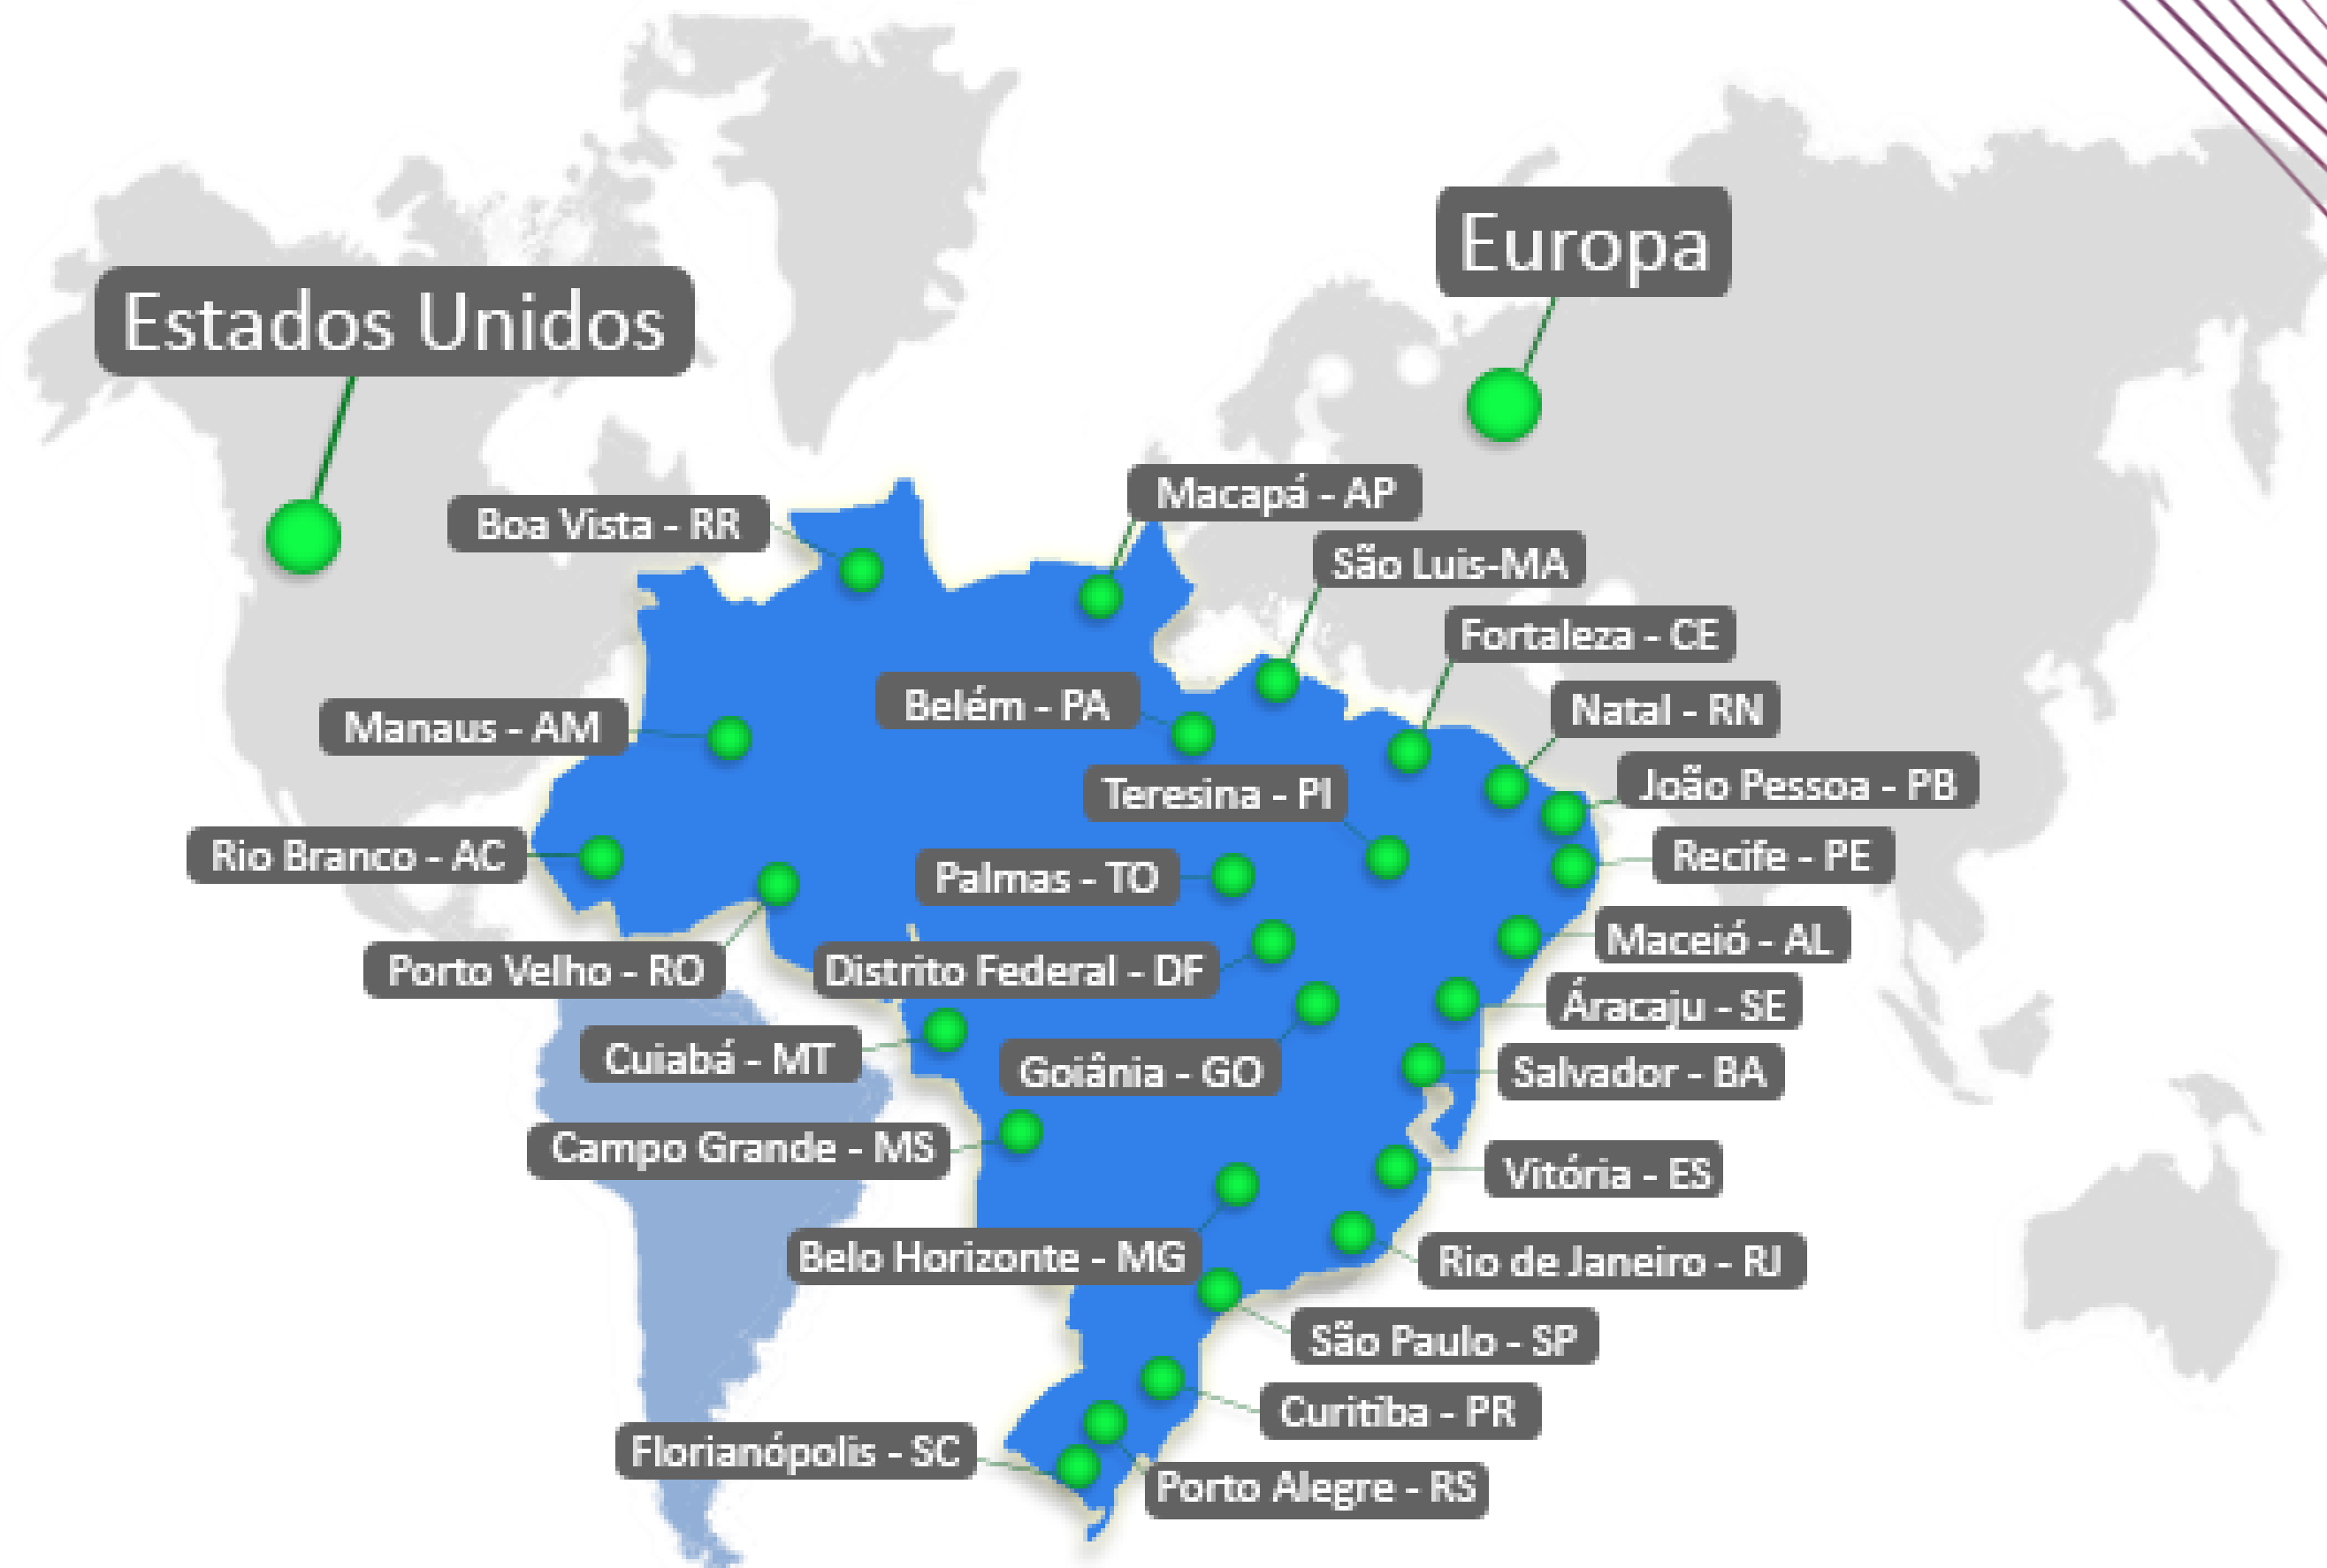 Europa
Estados Unidos
Macapá - AP
Boa Vista - RR
São Luis-MA
Fortaleza - CE
Belém - PA
Natal - RN
Manaus - AM
João Pessoa - PB
Teresina - PI
Rio Branco - AC
Recife - PE
Palmas - TO
Maceió - AL
Porto Velho - RO
Distrito Federal - DF
Áracaju - SE
Cuiabá - MT
Goiânia - GO
Salvador - BA
Campo Grande - MS
Vitória - ES
Belo Horizonte - MG
Rio de Janeiro - RJ
São Paulo - SP
Curitiba - PR
Florianópolis - SC
Porto Alegre - RS